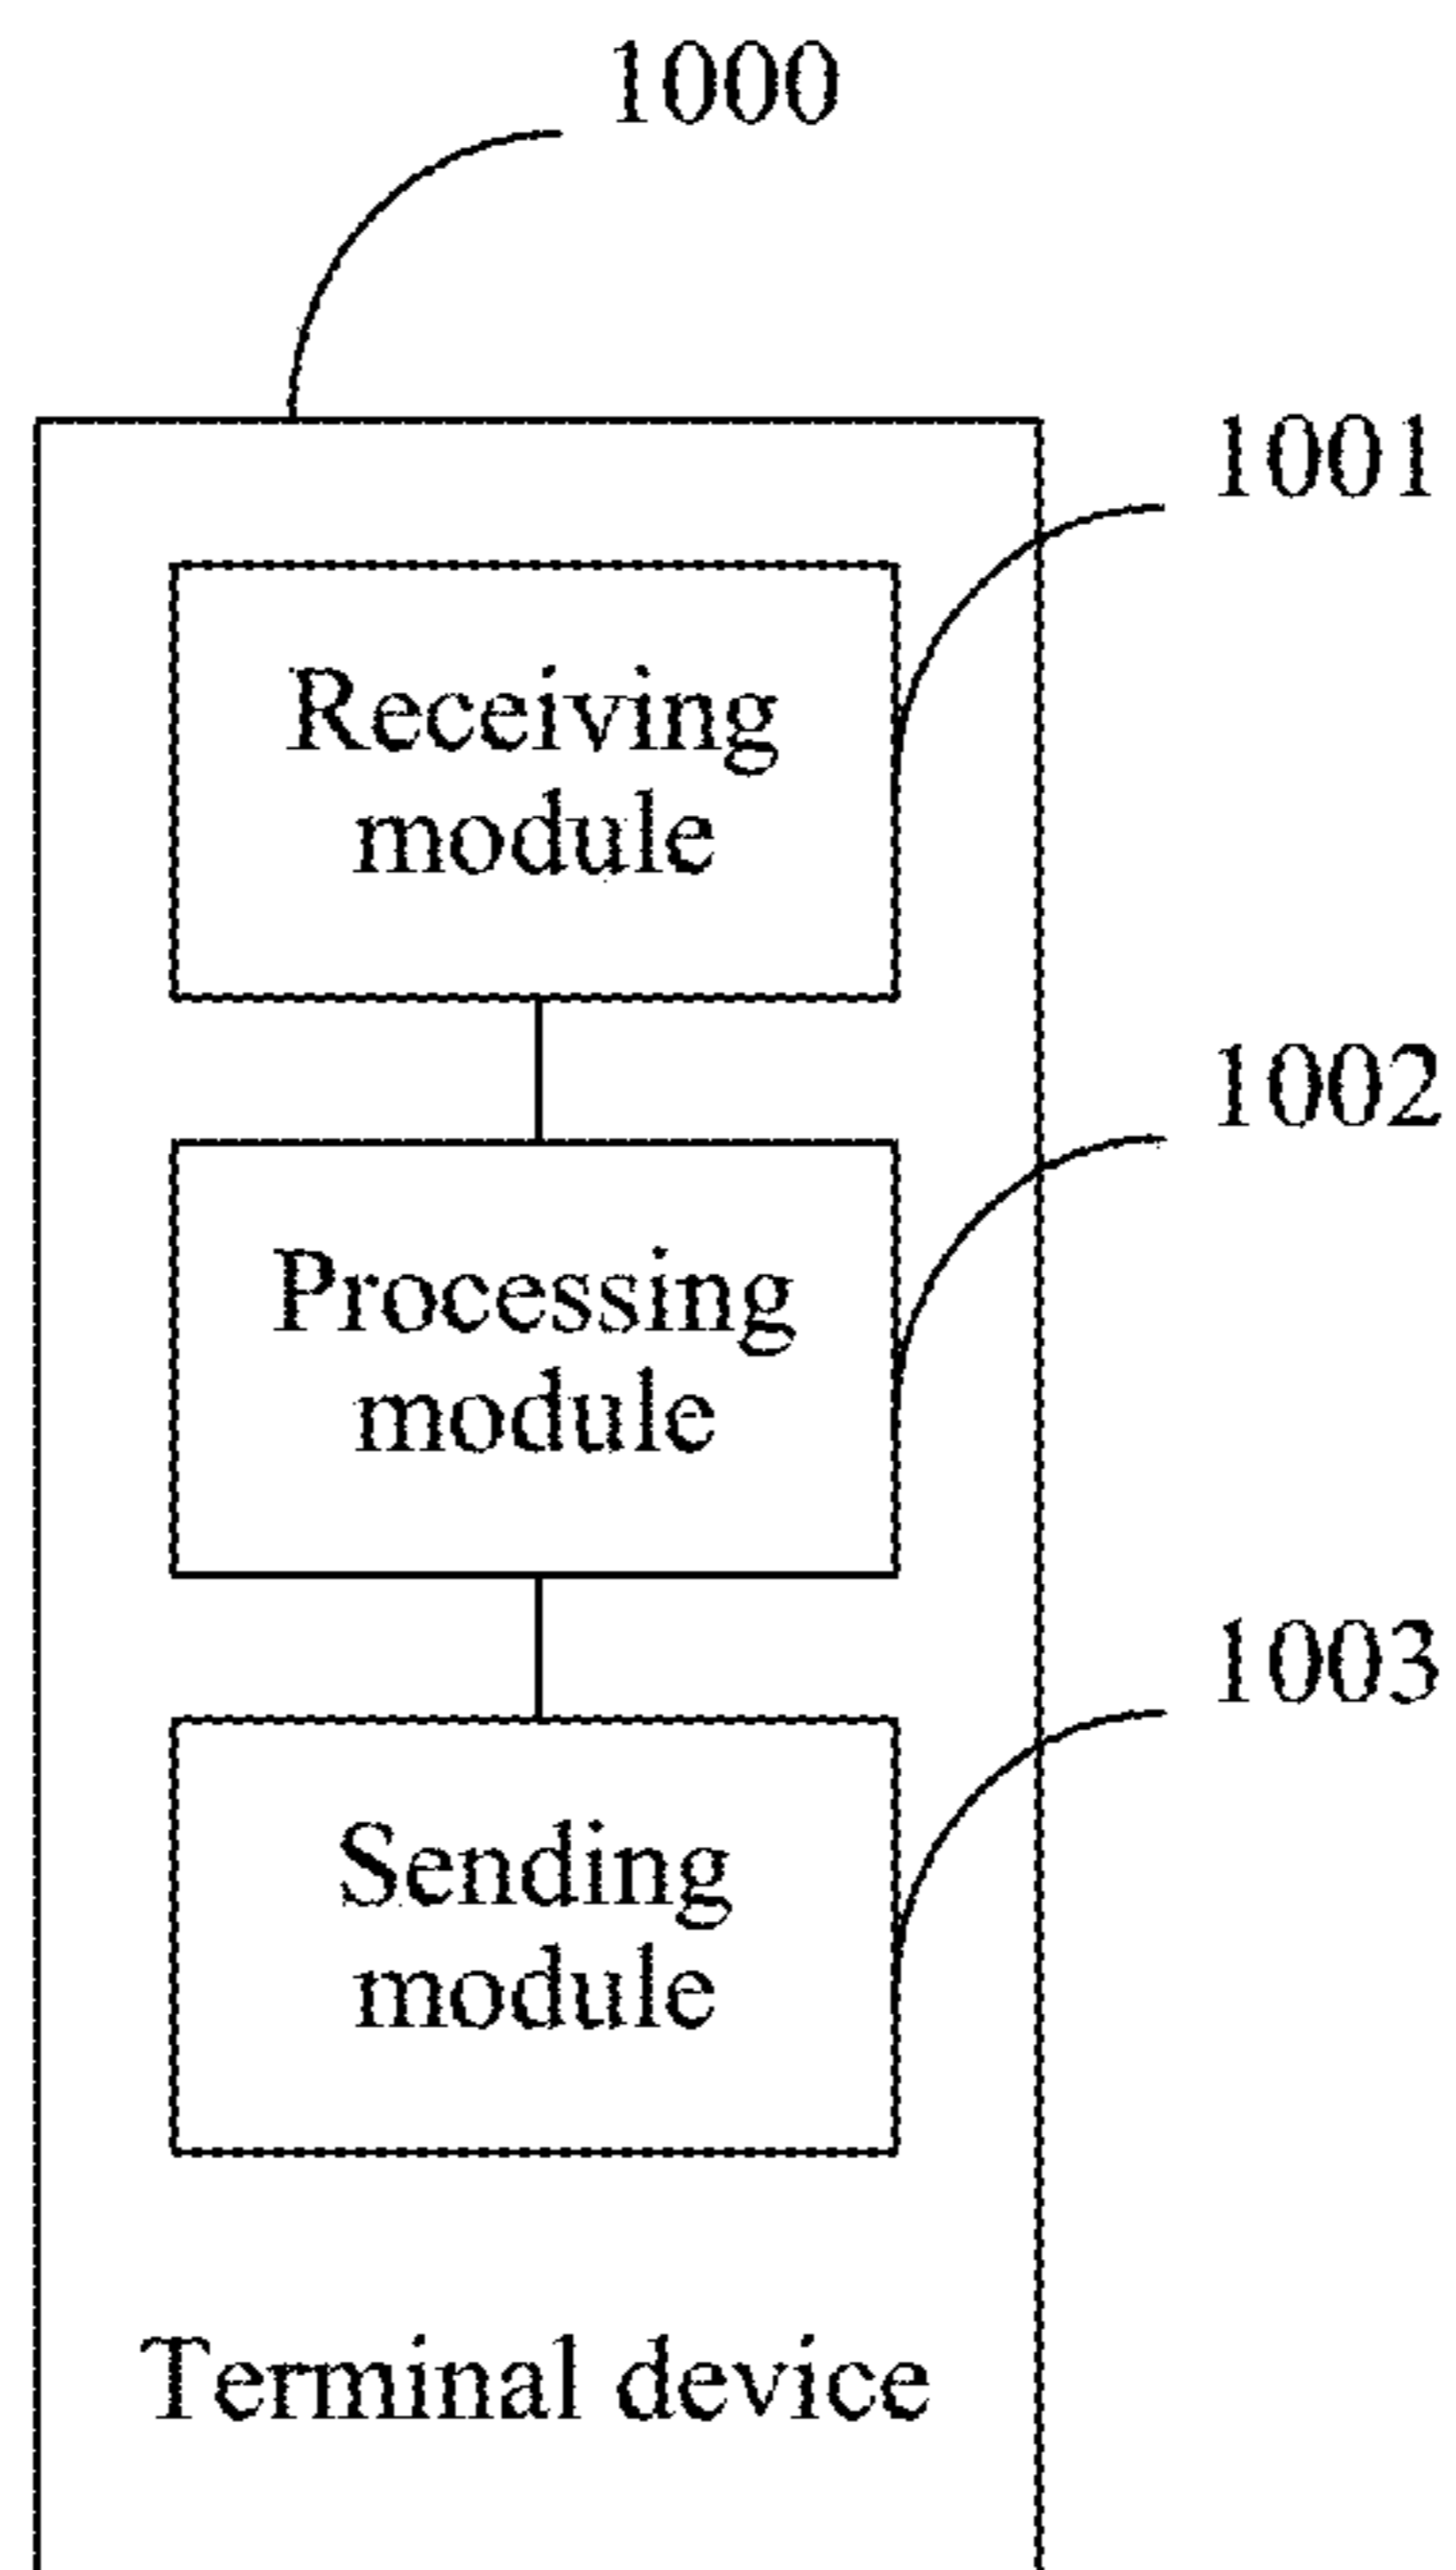 1000
1001
Receiving
module
1002
Processing
module
1003
Sending
module
Terminal device